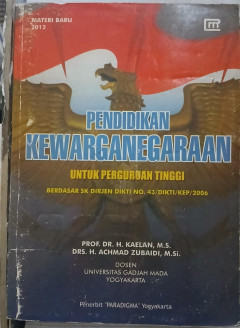 MATERI BARU
2012
PENDIDIKAN
KEWARGANEGARAAN
UNTUK PERGURUAN TINGGI
BERDASAR SK DIRJEN DIKTI NO. 43/DIKTI/KEP/2006
PROF. DR. H. KAELAN, M.S.
DRS. H. ACHMAD ZUBAIDI, M.Si.
DOSEN
UNIVERSITAS GADJAH MADA
YOGYAKARTA
Penerbit "PARADIGMA" Yogyakarta